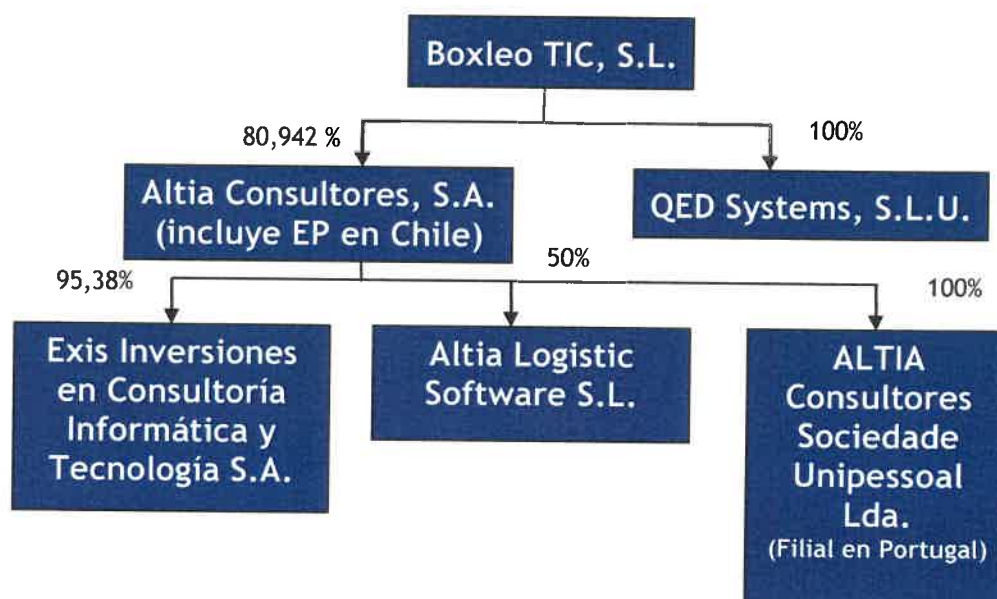 Boxleo TIC, S.L.
80,942 %
100%
Altia Consultores, S.A.
(incluye EP en Chile)
QED Systems, S.L.U.
95,38%
50%
100%
Exis Inversiones
en Consultoría
Informática y
Tecnología S.A.
Altia Logistic
Software S.L.
ALTIA
Consultores
Sociedade
Unipessoal
Lda.
(Filial en Portugal)